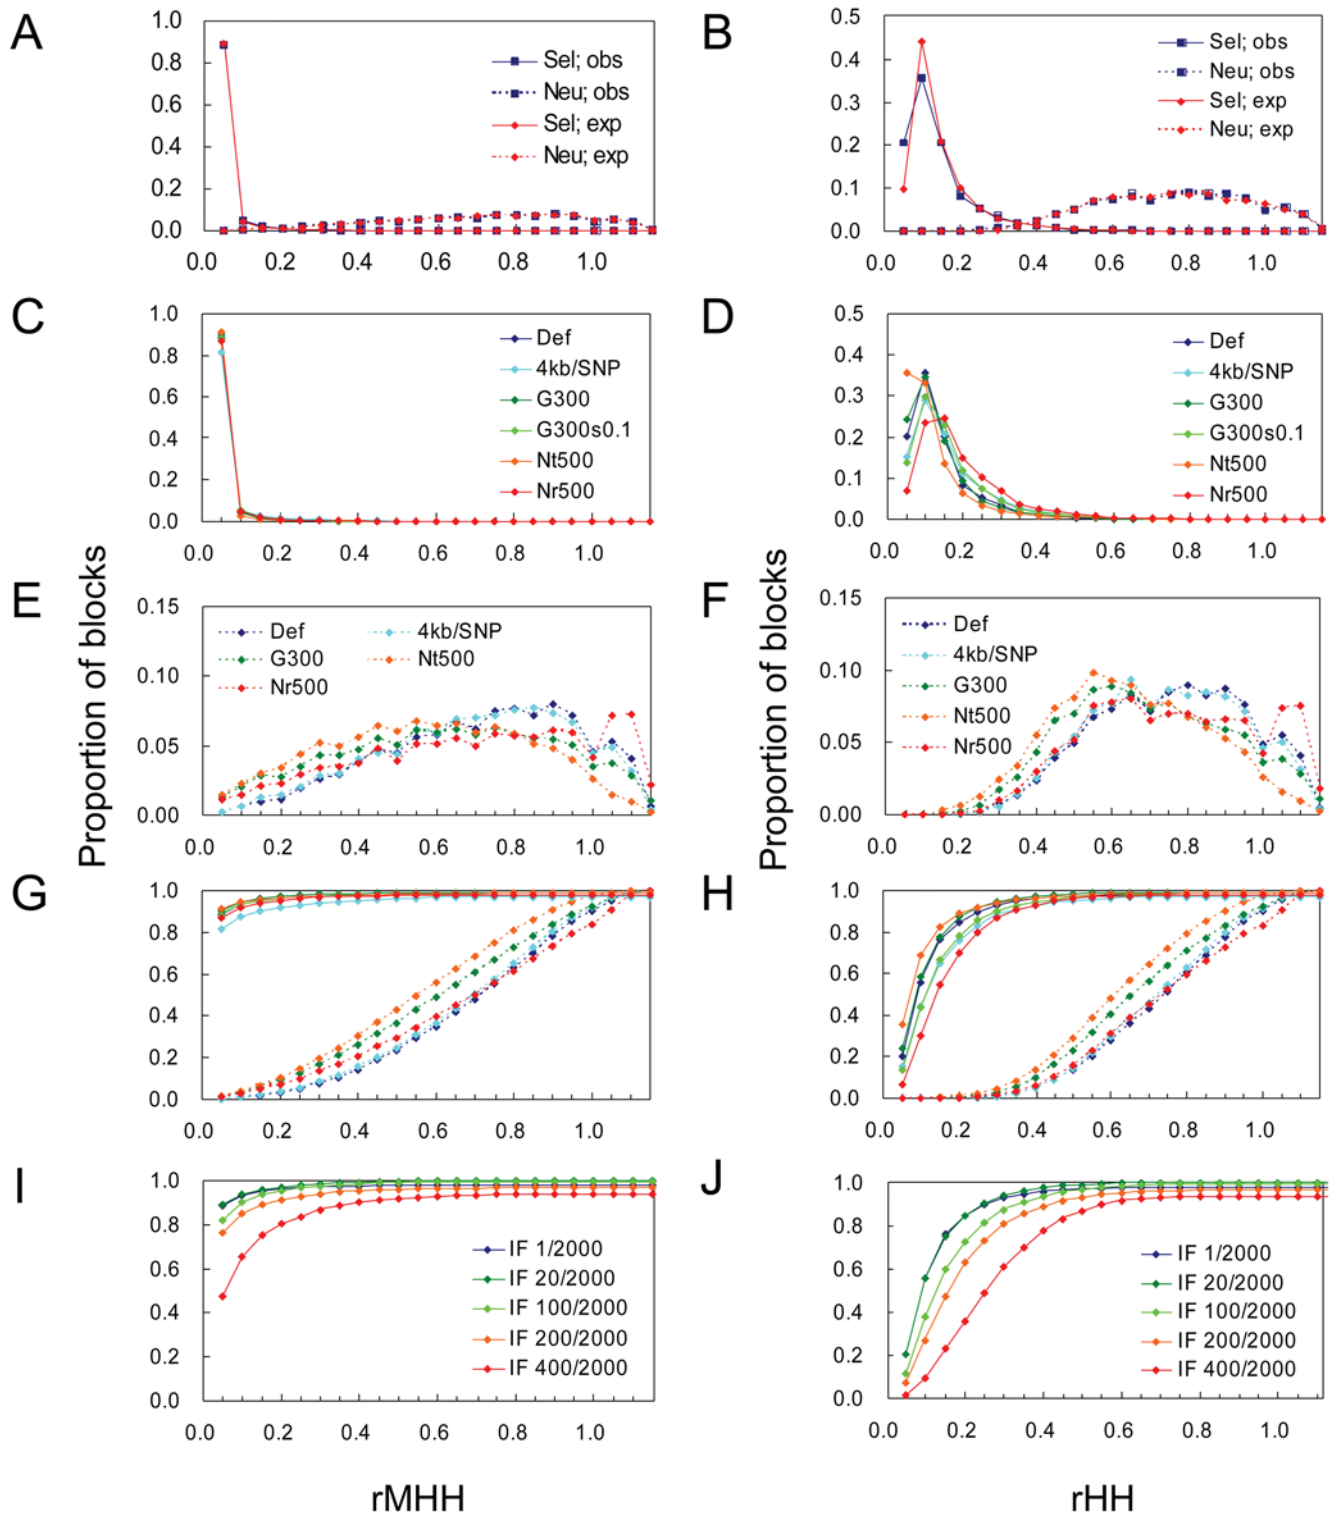 A
1.0
0.8
0.6
0.4
0.2
0.0
Sel; obs
Neu; obs
Sel; exp
Neu; exp
0.0 0.2 0.4 0.6 0.8 1.0
B
0.5
0.4
0.3
0.2
0.1
0.0
Sel; obs
Neu; obs
Sel; exp
Neu; exp
0.0 0.2 0.4 0.6 0.8 1.0
C
1.0
0.8
0.6
0.4
0.2
0.0
Def
4kb/SNP
G300
G300s0.1
Nt500
Nr500
0.0 0.2 0.4 0.6 0.8 1.0
D
0.5
0.4
0.3
0.2
0.1
0.0
Def
4kb/SNP
G300
G300s0.1
Nt500
Nr500
0.0 0.2 0.4 0.6 0.8 1.0
Proportion of blocks
Proportion of blocks
E
0.15
0.10
0.05
0.00
Def 4kb/SNP
G300 Nt500
Nr500
0.0 0.2 0.4 0.6 0.8 1.0
F
0.15
0.10
0.05
0.00
Def
4kb/SNP
G300
Nt500
Nr500
0.0 0.2 0.4 0.6 0.8 1.0
G
1.0
0.8
0.6
0.4
0.2
0.0
0.0 0.2 0.4 0.6 0.8 1.0
H
1.0
0.8
0.6
0.4
0.2
0.0
0.0 0.2 0.4 0.6 0.8 1.0
I
1.0
0.8
0.6
0.4
0.2
0.0
IF 1/2000
IF 20/2000
IF 100/2000
IF 200/2000
IF 400/2000
0.0 0.2 0.4 0.6 0.8 1.0
rMHH
J
1.0
0.8
0.6
0.4
0.2
0.0
IF 1/2000
IF 20/2000
IF 100/2000
IF 200/2000
IF 400/2000
0.0 0.2 0.4 0.6 0.8 1.0
rHH